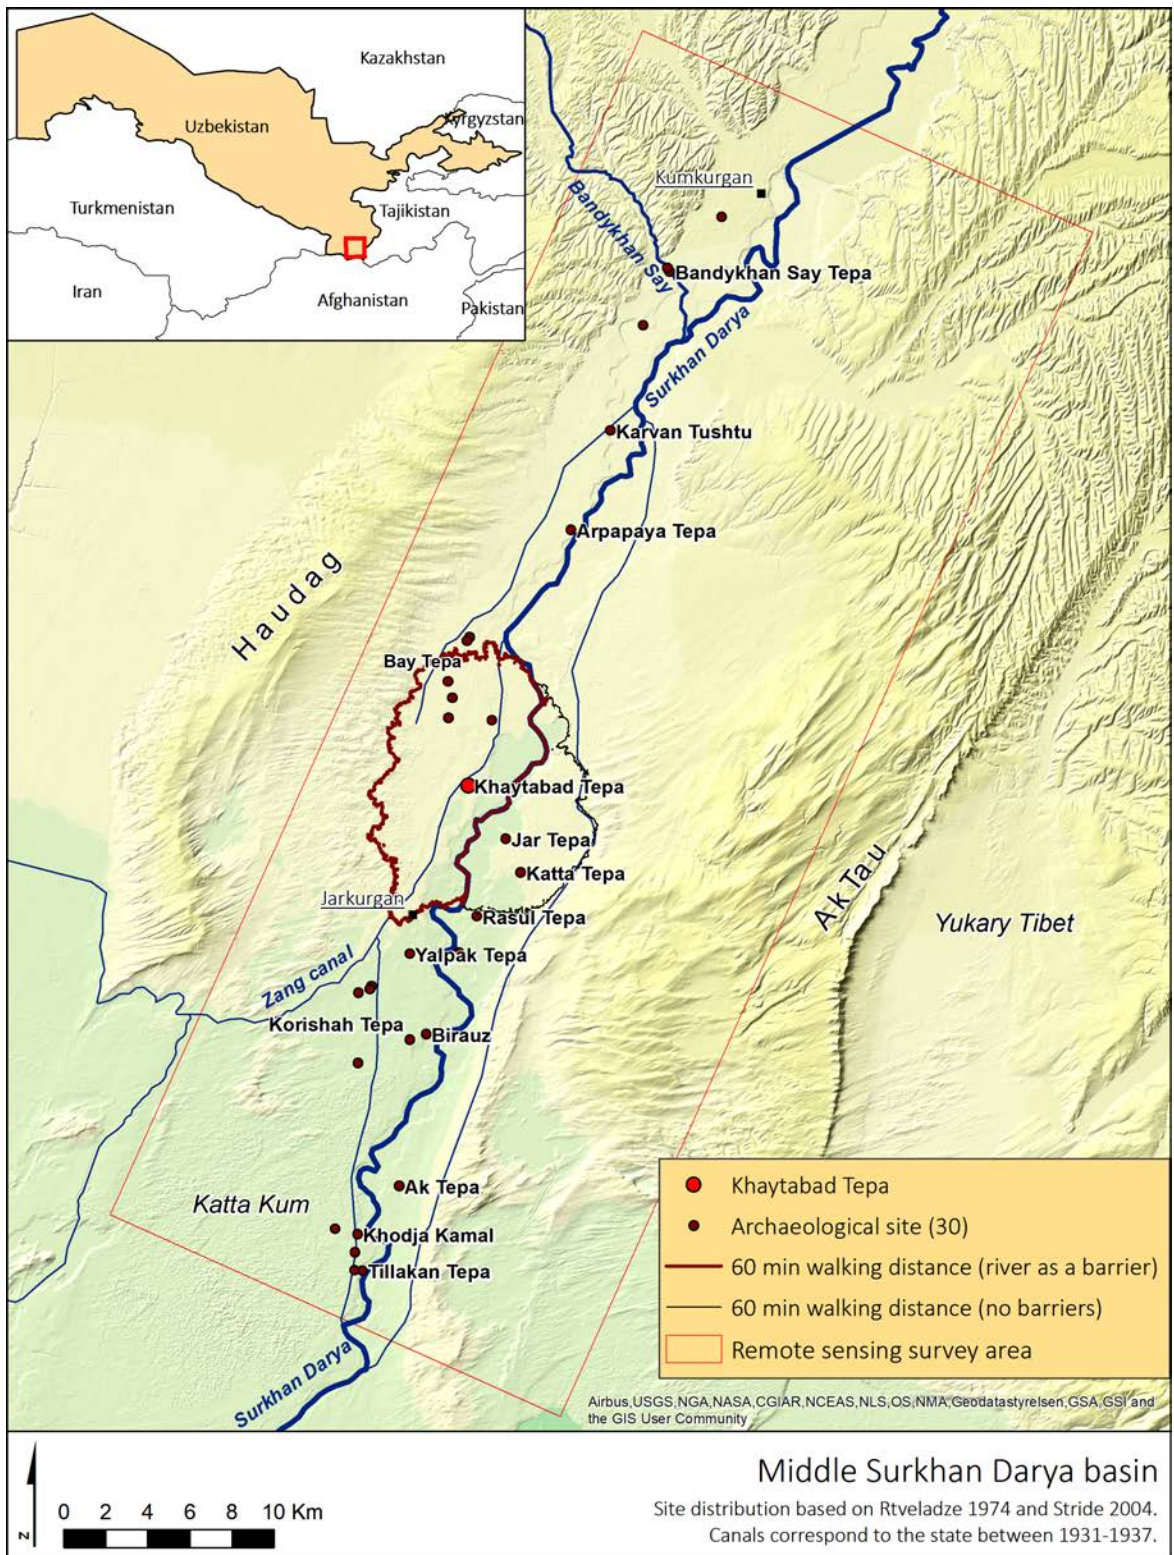 Kazakhstan
Uzbekistan
Kyrgyzstan
Turkmenistan
Tajikistan
Iran
Afghanistan
Pakistan
Kumkurgan
Bandykhan Say
Bandykhan Say Tepa
Surkhan Darya
Karvan Tushtu
Arpapaya Tepa
Haudag
Bay Tepa
Khaytabad Tepa
Jar Tepa
Katta Tepa
Jarkurgan
Rasul Tepa
Ak Tau
Yukary Tibet
Yalpak Tepa
Zang canal
Korishah Tepa
Birauz
Katta Kum
Ak Tepa
Khodja Kamal
Tillakan Tepa
Surkhan Darya
Khaytabad Tepa
Archaeological site (30)
60 min walking distance (river as a barrier)
60 min walking distance (no barriers)
Remote sensing survey area
Airbus,USGS,NGA,NASA,CGIAR,NCEAS,NLS,OS,NMA,Geodatastyrelsen,GSA,GSI and
the GIS User Community
N
0 2 4 6 8 10 Km
Middle Surkhan Darya basin
Site distribution based on Rtveladze 1974 and Stride 2004.
Canals correspond to the state between 1931-1937.